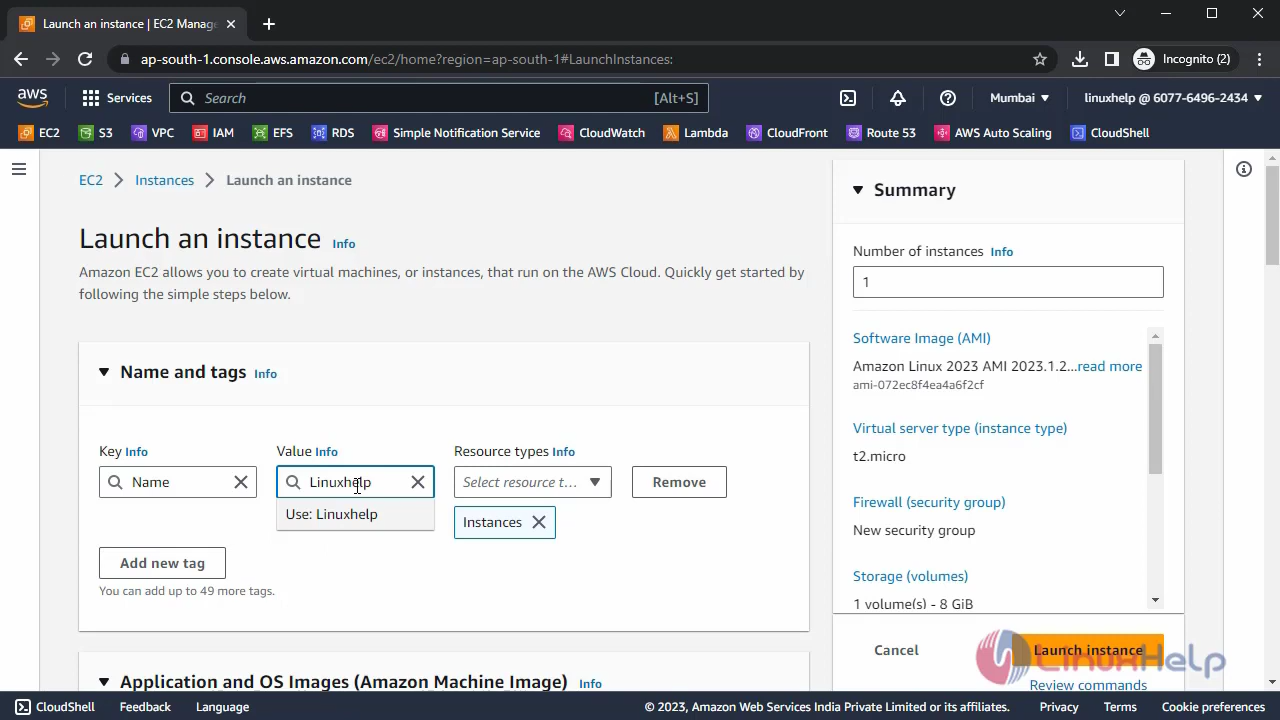 Launch an instance | EC2 Manag
ap-south-1.console.aws.amazon.com/ec2/home?region=ap-south-1#LaunchInstances:
Incognito (2)
aws
Services
Search
[Alt+S]
Mumbai
linuxhelp @ 6077-6496-2434
EC2
S3
VPC
IAM
EFS
RDS
Simple Notification Service
CloudWatch
Lambda
CloudFront
Route 53
AWS Auto Scaling
CloudShell
EC2
Instances
Launch an instance
Launch an instance Info
Amazon EC2 allows you to create virtual machines, or instances, that run on the AWS Cloud. Quickly get started by
following the simple steps below.
Name and tags Info
Key Info
Value Info
Resource types Info
Name
Linuxhelp
Select resource t...
Remove
Use: Linuxhelp
Instances
Add new tag
You can add up to 49 more tags.
Application and OS Images (Amazon Machine Image) Info
Summary
Number of instances Info
1
Software Image (AMI)
Amazon Linux 2023 AMI 2023.1.2...read more
ami-072ec8f4ea4a6f2cf
Virtual server type (instance type)
t2.micro
Firewall (security group)
New security group
Storage (volumes)
1 volume(s) - 8 GiB
Cancel
Launch instance
LinuxHelp
Review commands
CloudShell
Feedback
Language
© 2023, Amazon Web Services India Private Limited or its affiliates.
Privacy
Terms
Cookie preferences